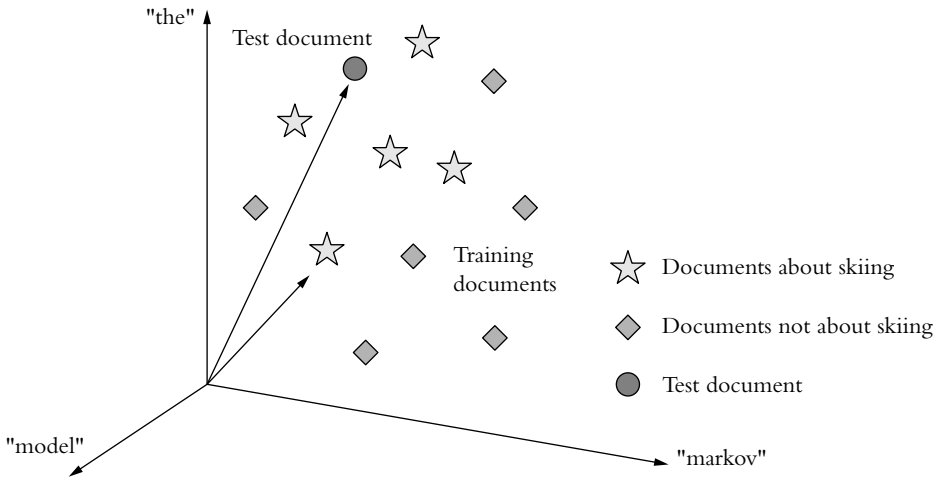 "the"
Test document
Training
documents
Documents about skiing
Documents not about skiing
Test document
"model"
"markov"